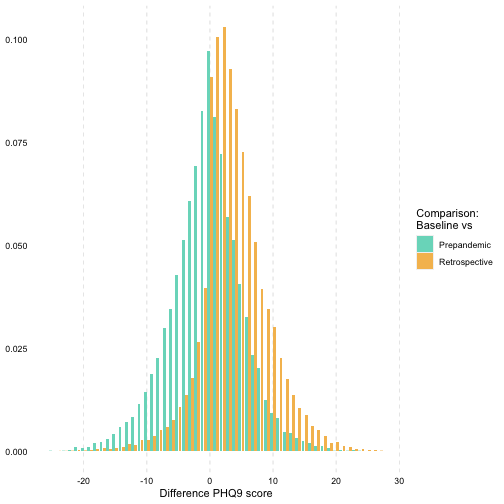 0.100
0.075
0.050
0.025
0.000
-20 -10 0 10 20 30
Difference PHQ9 score
Comparison:
Baseline vs
Prepandemic
Retrospective